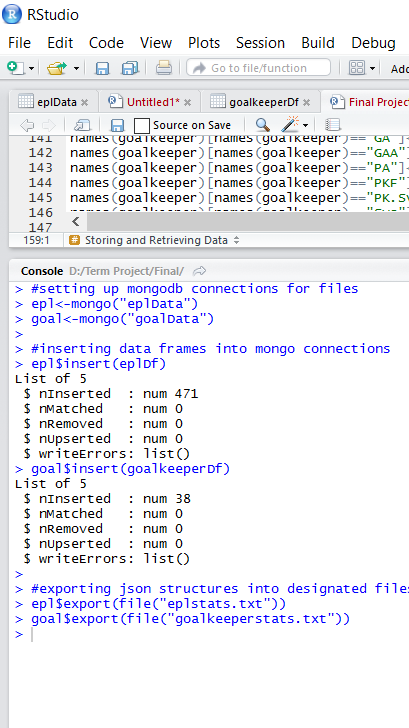 RStudio
File Edit Code View Plots Session Build Debug
Go to file/function Add
eplData Untitled1* goalkeeperDf Final Projec
Source on Save
141 names(goalkeeper)[names(goalkeeper)=="GA"]<
142 names(goalkeeper)[names(goalkeeper)=="GAA"]
143 names(goalkeeper)[names(goalkeeper)=="PA"]<
144 names(goalkeeper)[names(goalkeeper)=="PKF"]
145 names(goalkeeper)[names(goalkeeper)=="PK.Sv
146 names(goalkeeper)[names(goalkeeper)==
147
159:1 # Storing and Retrieving Data
Console D:/Term Project/Final/
> #setting up mongodb connections for files
> epl<-mongo("eplData")
> goal<-mongo("goalData")
>
> #inserting data frames into mongo connections
> epl$insert(eplDf)
List of 5
$ nInserted : num 471
$ nMatched : num 0
$ nRemoved : num 0
$ nUpserted : num 0
$ writeErrors: list()
> goal$insert(goalkeeperDf)
List of 5
$ nInserted : num 38
$ nMatched : num 0
$ nRemoved : num 0
$ nUpserted : num 0
$ writeErrors: list()
>
> #exporting json structures into designated files
> epl$export(file("eplstats.txt"))
> goal$export(file("goalkeeperstats.txt"))
>